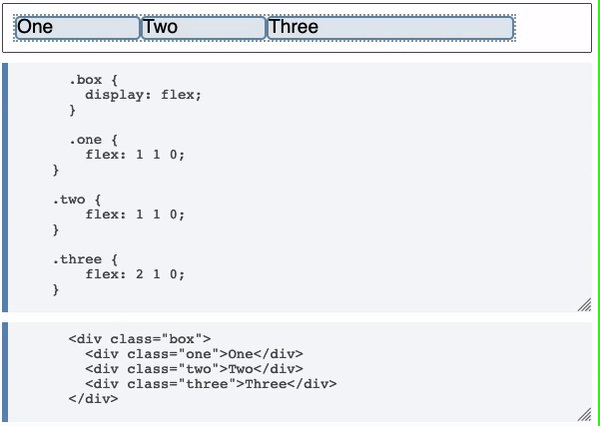 One Two Three
.box {
display: flex;
}
.one {
flex: 1 1 0;
}
.two {
flex: 1 1 0;
}
.three {
flex: 2 1 0;
}
<div class="box">
<div class="one">One</div>
<div class="two">Two</div>
<div class="three">Three</div>
</div>